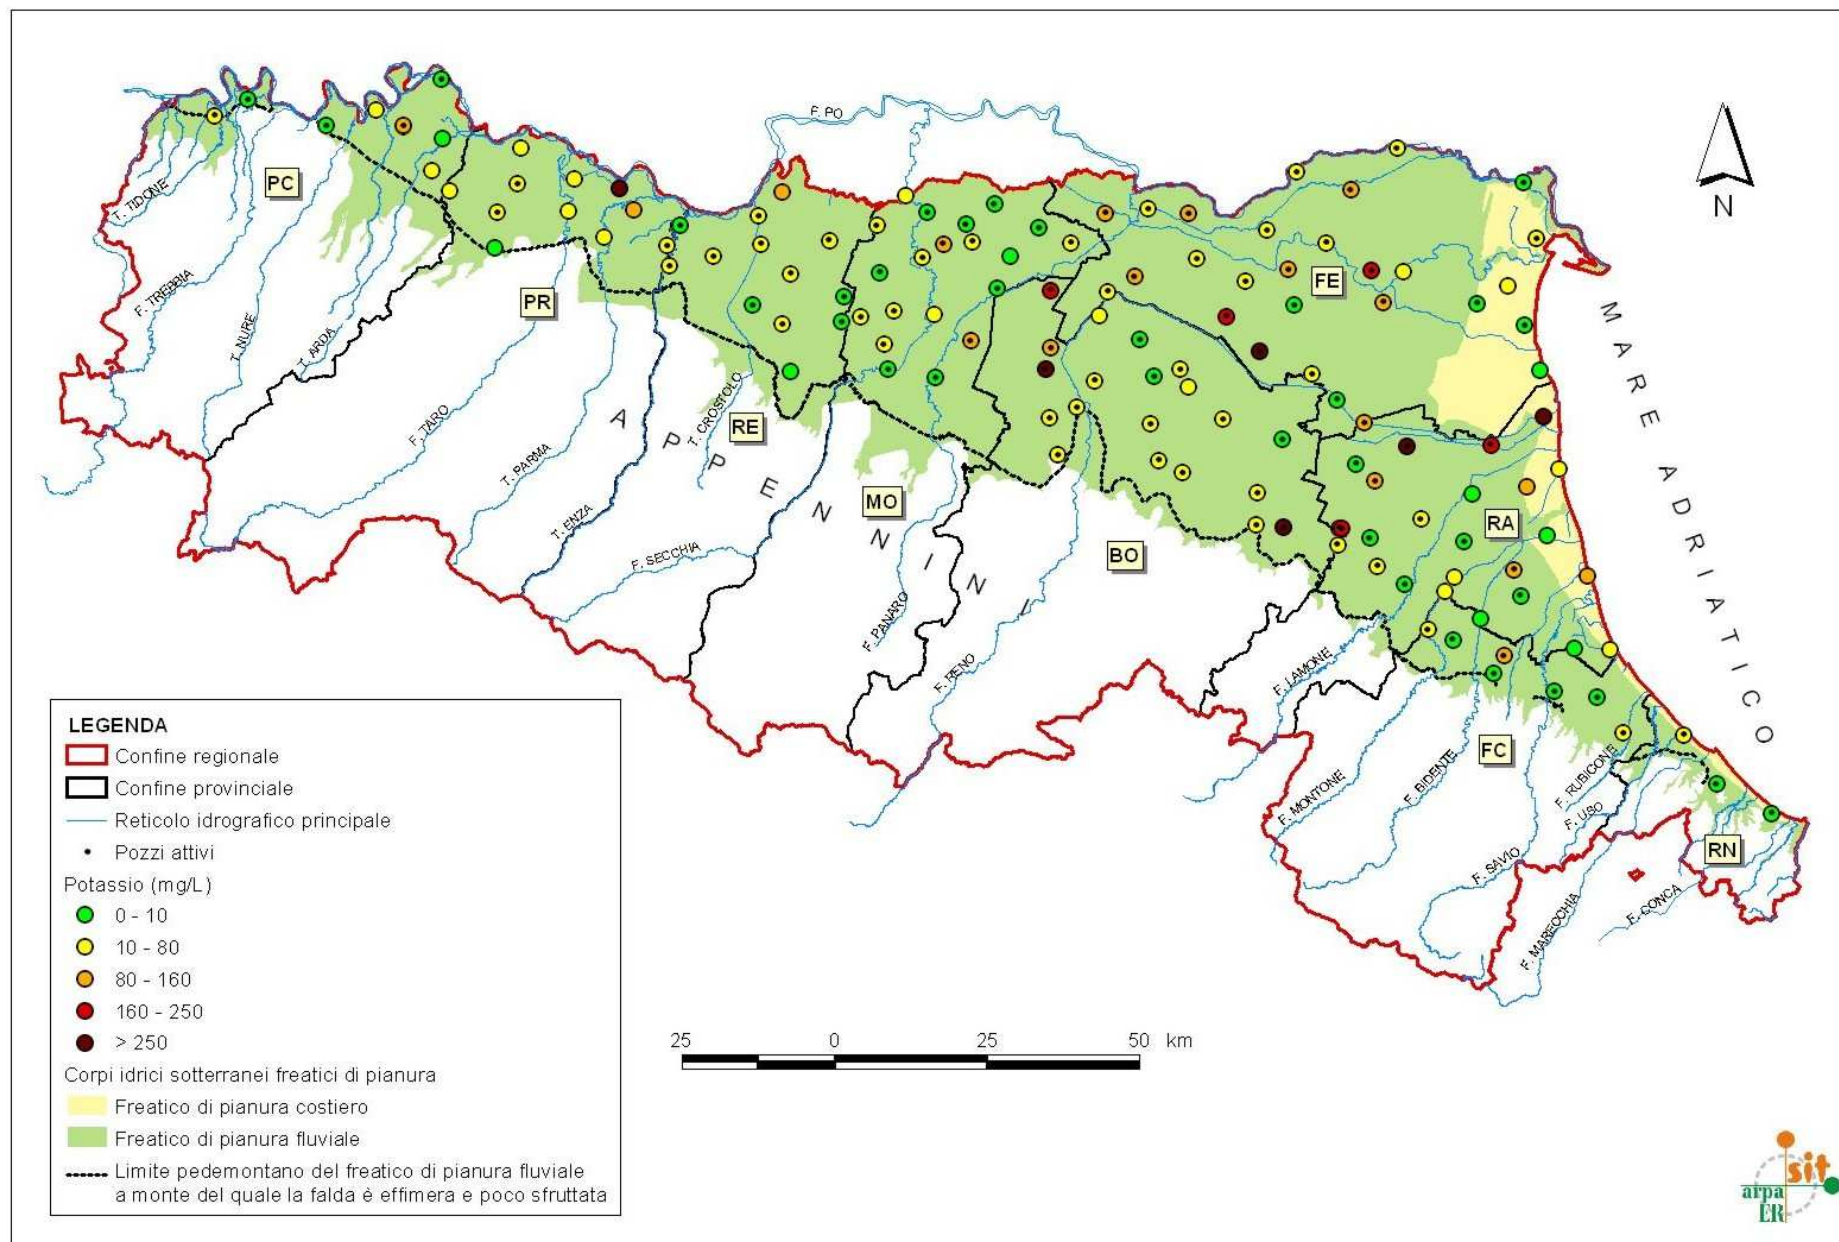 F. PO
N
PC
T. TIDONE
F. TREBBIA
T. NURE
T. ARDA
PR
FE
MARE ADRIATICO
F. TARO
T. PARMA
T. ENZA
T. CROSTOLO
RE
APPENNINI
MO
F. SECCHIA
F. PANARO
BO
F. RENO
RA
F. LAMONE
F. MONTONE
F. BIDENTE
FC
F. SAVIO
F. RUBICONE
F. USO
F. MARECCHIA
F. CONCA
RN
LEGENDA
Confine regionale
Confine provinciale
Reticolo idrografico principale
Pozzi attivi
Potassio (mg/L)
0 - 10
10 - 80
80 - 160
160 - 250
> 250
Corpi idrici sotterranei freatici di pianura
Freatico di pianura costiero
Freatico di pianura fluviale
Limite pedemontano del freatico di pianura fluviale
a monte del quale la falda è effimera e poco sfruttata
25 0 25 50 km
sit
arpa
ER